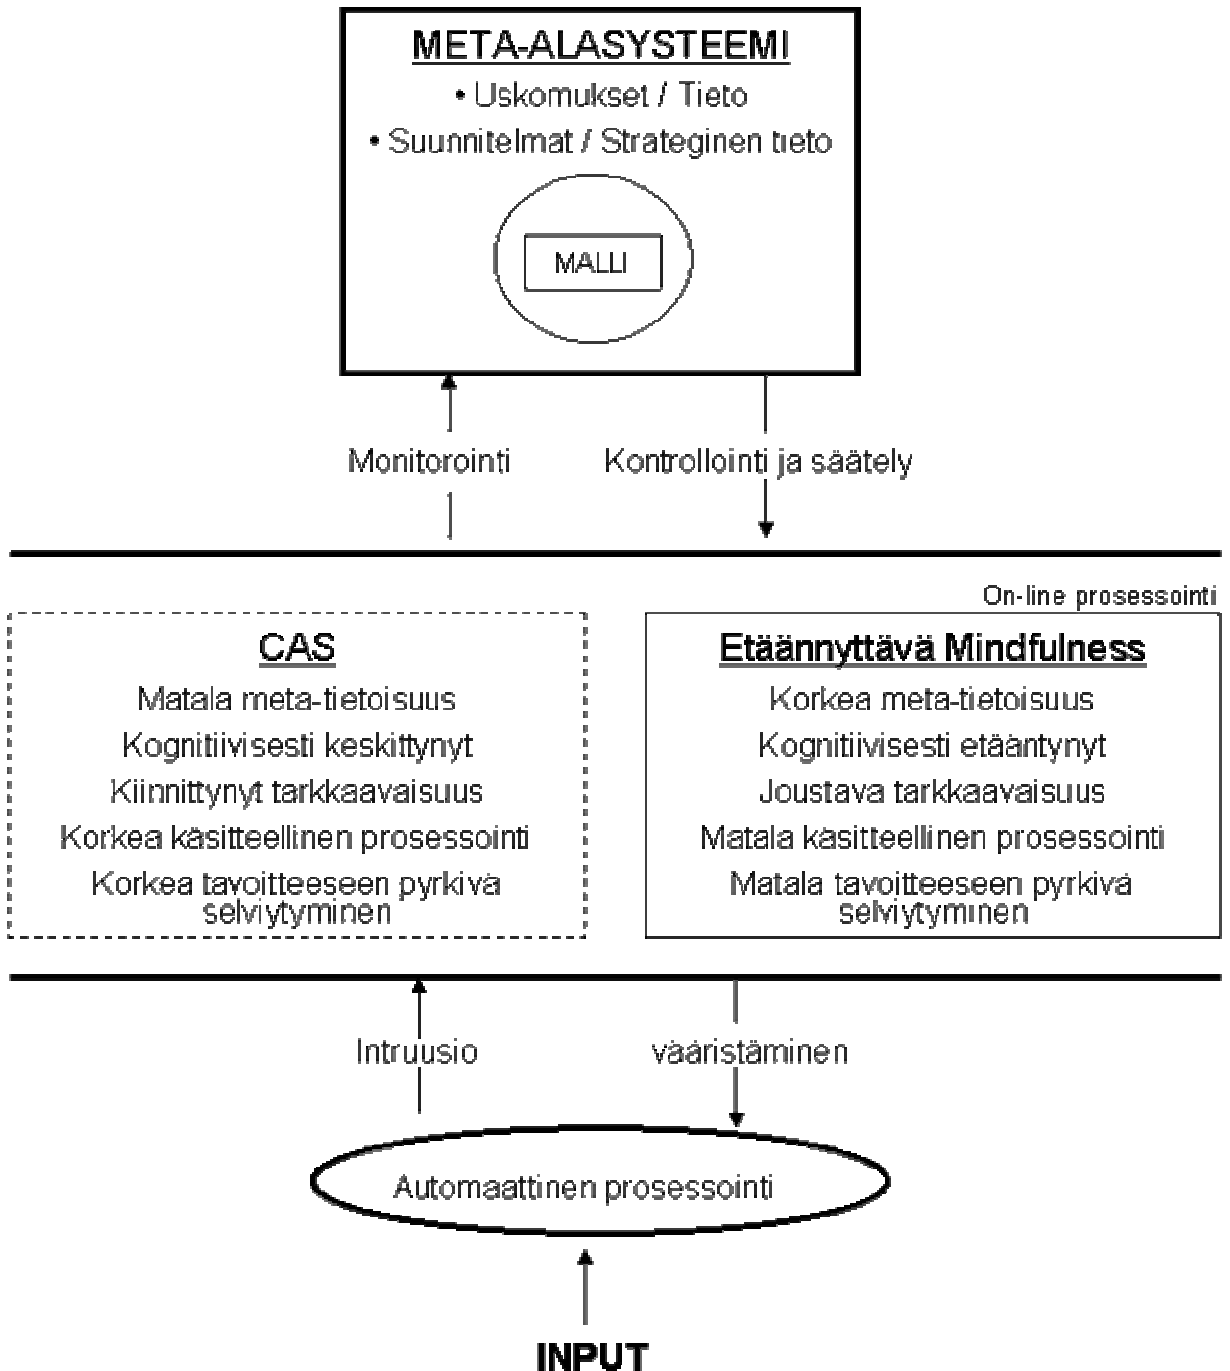 META-ALASYSTEEMI
• Uskomukset / Tieto
• Suunnitelmat / Strateginen tieto
MALLI
Monitorointi
Kontrollointi ja säätely
On-line prosessointi
CAS
Matala meta-tietoisuus
Kognitiivisesti keskittynyt
Kiinnittynyt tarkkaavaisuus
Korkea käsitteellinen prosessointi
Korkea tavoitteeseen pyrkivä
selviytyminen
Etäännyttävä Mindfulness
Korkea meta-tietoisuus
Kognitiivisesti etääntynyt
Joustava tarkkaavaisuus
Matala käsitteellinen prosessointi
Matala tavoitteeseen pyrkivä
selviytyminen
Intruusio
vääristäminen
Automaattinen prosessointi
INPUT